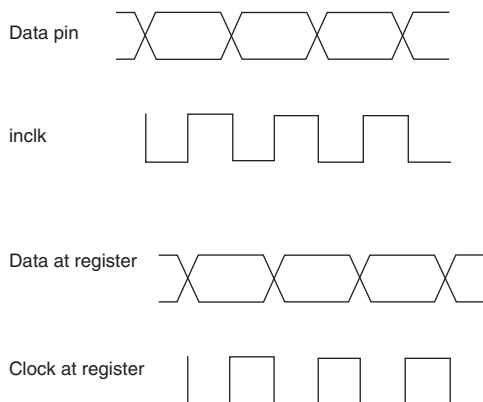 Data pin
inclk
Data at register
Clock at register